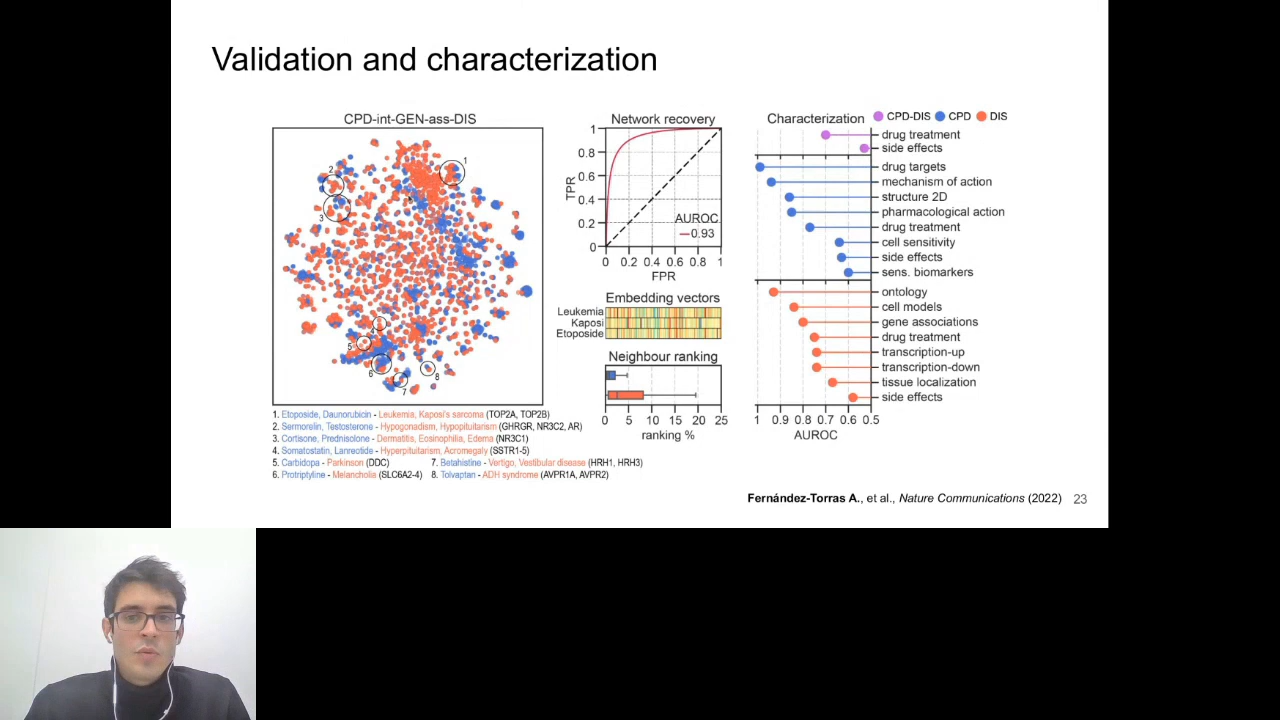 Validation and characterization
CPD-int-GEN-ass-DIS
1
2
3
5
6
7
8
1. Etoposide, Daunorubicin - Leukemia, Kaposi's sarcoma (TOP2A, TOP2B)
2. Sermorelin, Testosterone - Hypogonadism, Hypopituitarism (GHRGR, NR3C2, AR)
3. Cortisone, Prednisolone - Dermatitis, Eosinophilia, Edema (NR3C1)
4. Somatostatin, Lanreotide - Hyperpituitarism, Acromegaly (SSTR1-5)
5. Carbidopa - Parkinson (DDC)
7. Betahistine - Vertigo, Vestibular disease (HRH1, HRH3)
6. Protriptyline - Melancholia (SLC6A2-4)
8. Tolvaptan - ADH syndrome (AVPR1A, AVPR2)
Network recovery
TPR
1
0.8
0.6
0.4
0.2
0
AUROC
0.93
0 0.2 0.4 0.6 0.8 1
FPR
Embedding vectors
Leukemia
Kaposi
Etoposide
Neighbour ranking
0 5 10 15 20 25
ranking %
Characterization
CPD-DIS CPD DIS
drug treatment
side effects
drug targets
mechanism of action
structure 2D
pharmacological action
drug treatment
cell sensitivity
side effects
sens. biomarkers
ontology
cell models
gene associations
drug treatment
transcription-up
transcription-down
tissue localization
side effects
1 0.9 0.8 0.7 0.6 0.5
AUROC
Fernández-Torras A., et al., Nature Communications (2022)
23